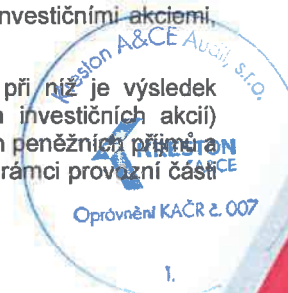 nvestičními akciemi,
při níž je výsledek
investičních akcií)
peněžních příjmů a
rámci provozní části
Kreston A&CE Audit, s.r.o.
KRESTON
A&CE
Oprávnění KAČR č. 007
1.